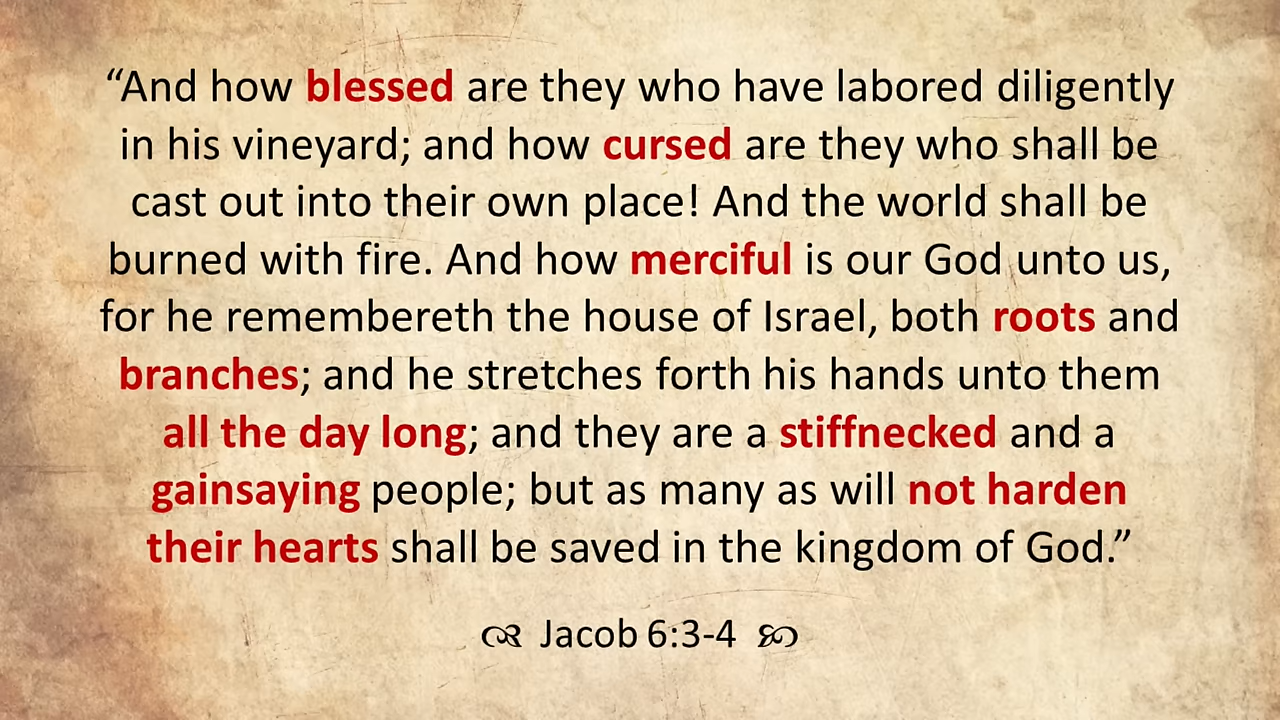 “And how blessed are they who have labored diligently
in his vineyard; and how cursed are they who shall be
cast out into their own place! And the world shall be
burned with fire. And how merciful is our God unto us,
for he remembereth the house of Israel, both roots and
branches; and he stretches forth his hands unto them
all the day long; and they are a stiffnecked and a
gainsaying people; but as many as will not harden
their hearts shall be saved in the kingdom of God.”
Jacob 6:3-4